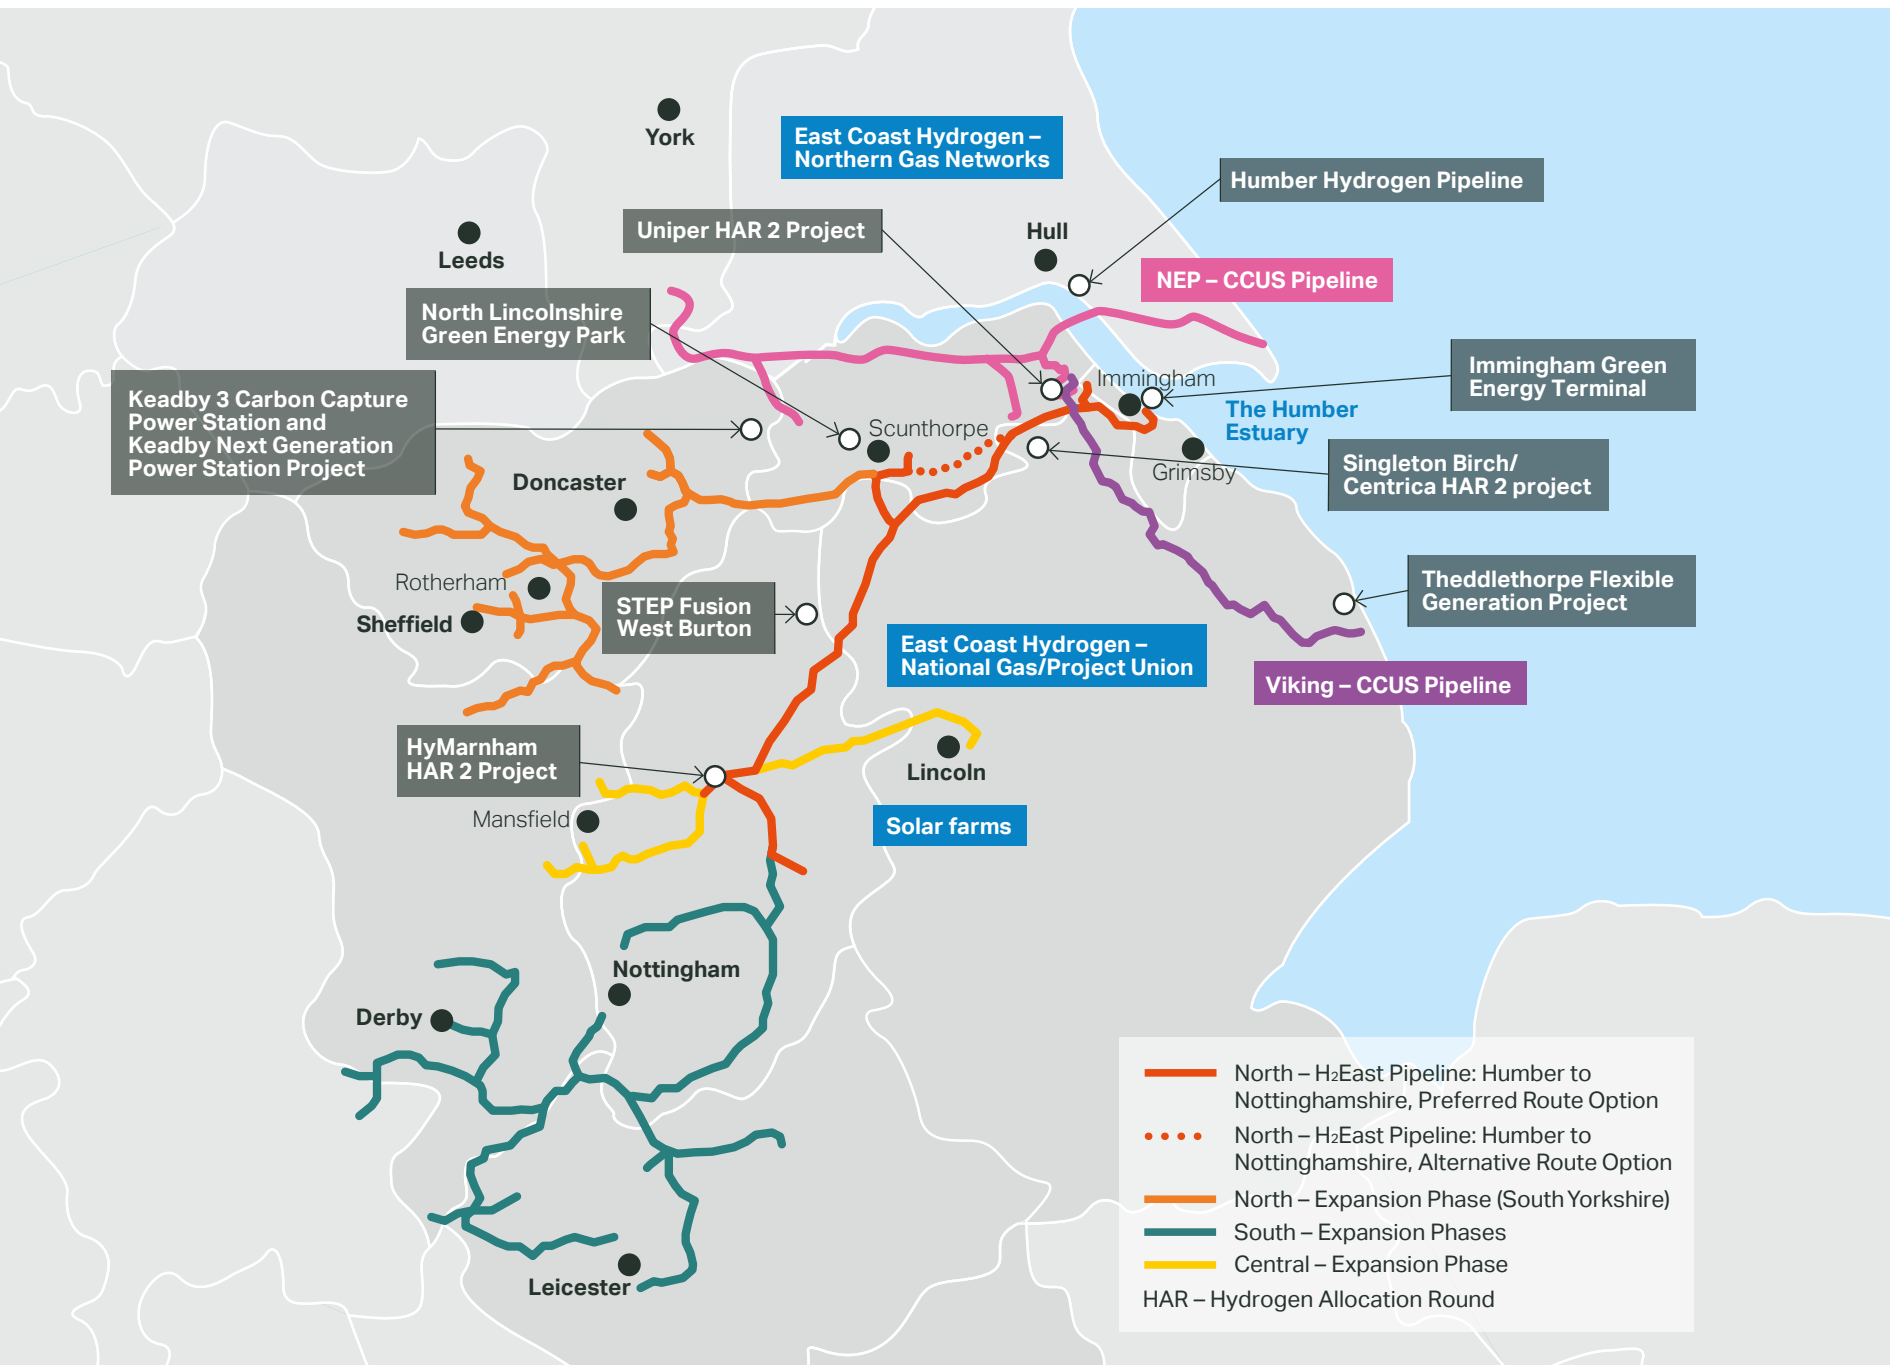 York
East Coast Hydrogen –
Northern Gas Networks
Humber Hydrogen Pipeline
Uniper HAR 2 Project
Hull
Leeds
NEP – CCUS Pipeline
North Lincolnshire
Green Energy Park
Immingham Green
Energy Terminal
Immingham
Keadby 3 Carbon Capture
Power Station and
Keadby Next Generation
Power Station Project
The Humber
Estuary
Scunthorpe
Grimsby
Singleton Birch/
Centrica HAR 2 project
Doncaster
Rotherham
Sheffield
STEP Fusion
West Burton
Theddlethorpe Flexible
Generation Project
East Coast Hydrogen –
National Gas/Project Union
Viking – CCUS Pipeline
HyMarnham
HAR 2 Project
Lincoln
Mansfield
Solar farms
Nottingham
Derby
Leicester
North – H₂East Pipeline: Humber to
Nottinghamshire, Preferred Route Option
North – H₂East Pipeline: Humber to
Nottinghamshire, Alternative Route Option
North – Expansion Phase (South Yorkshire)
South – Expansion Phases
Central – Expansion Phase
HAR – Hydrogen Allocation Round